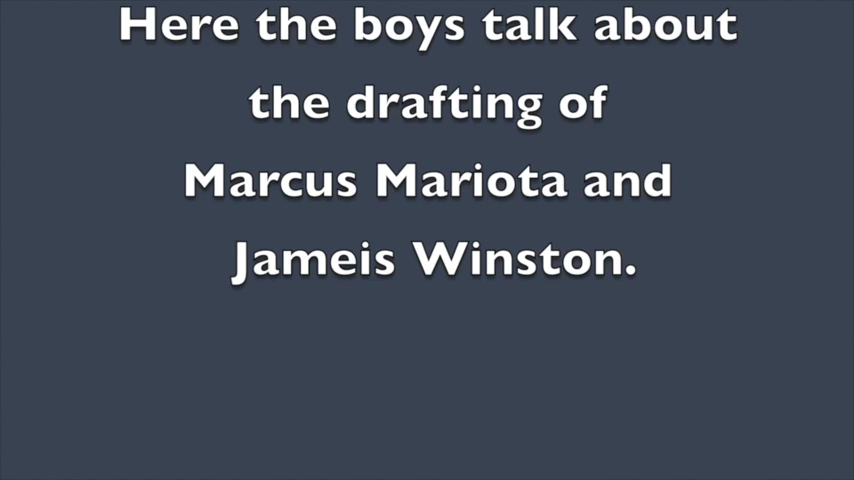 Here the boys talk about
the drafting of
Marcus Mariota and
Jameis Winston.